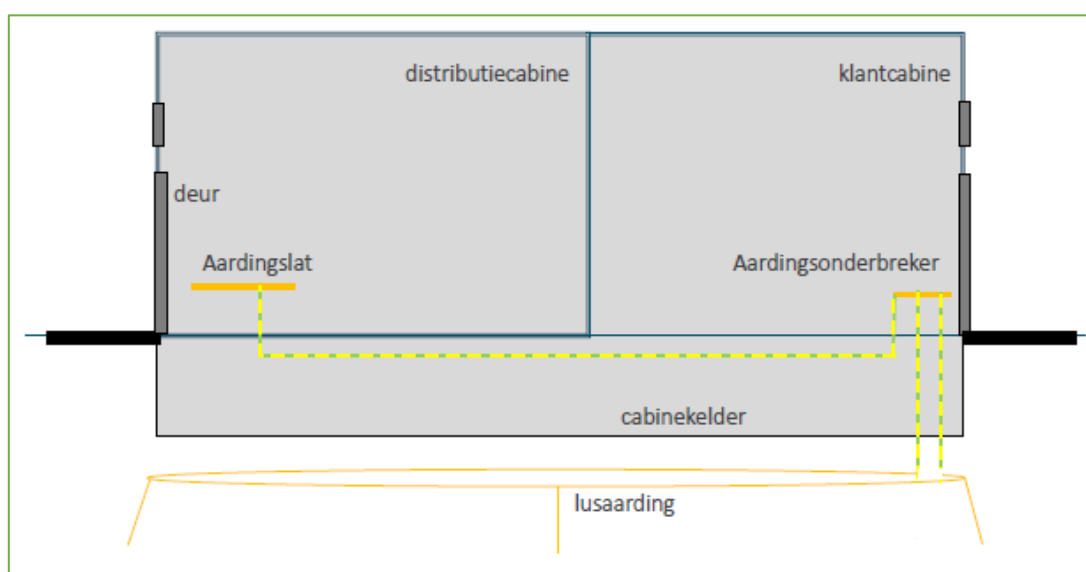 distributiecabine
klantcabine
deur
Aardingslat
Aardingsonderbreker
cabinekelder
lusaarding